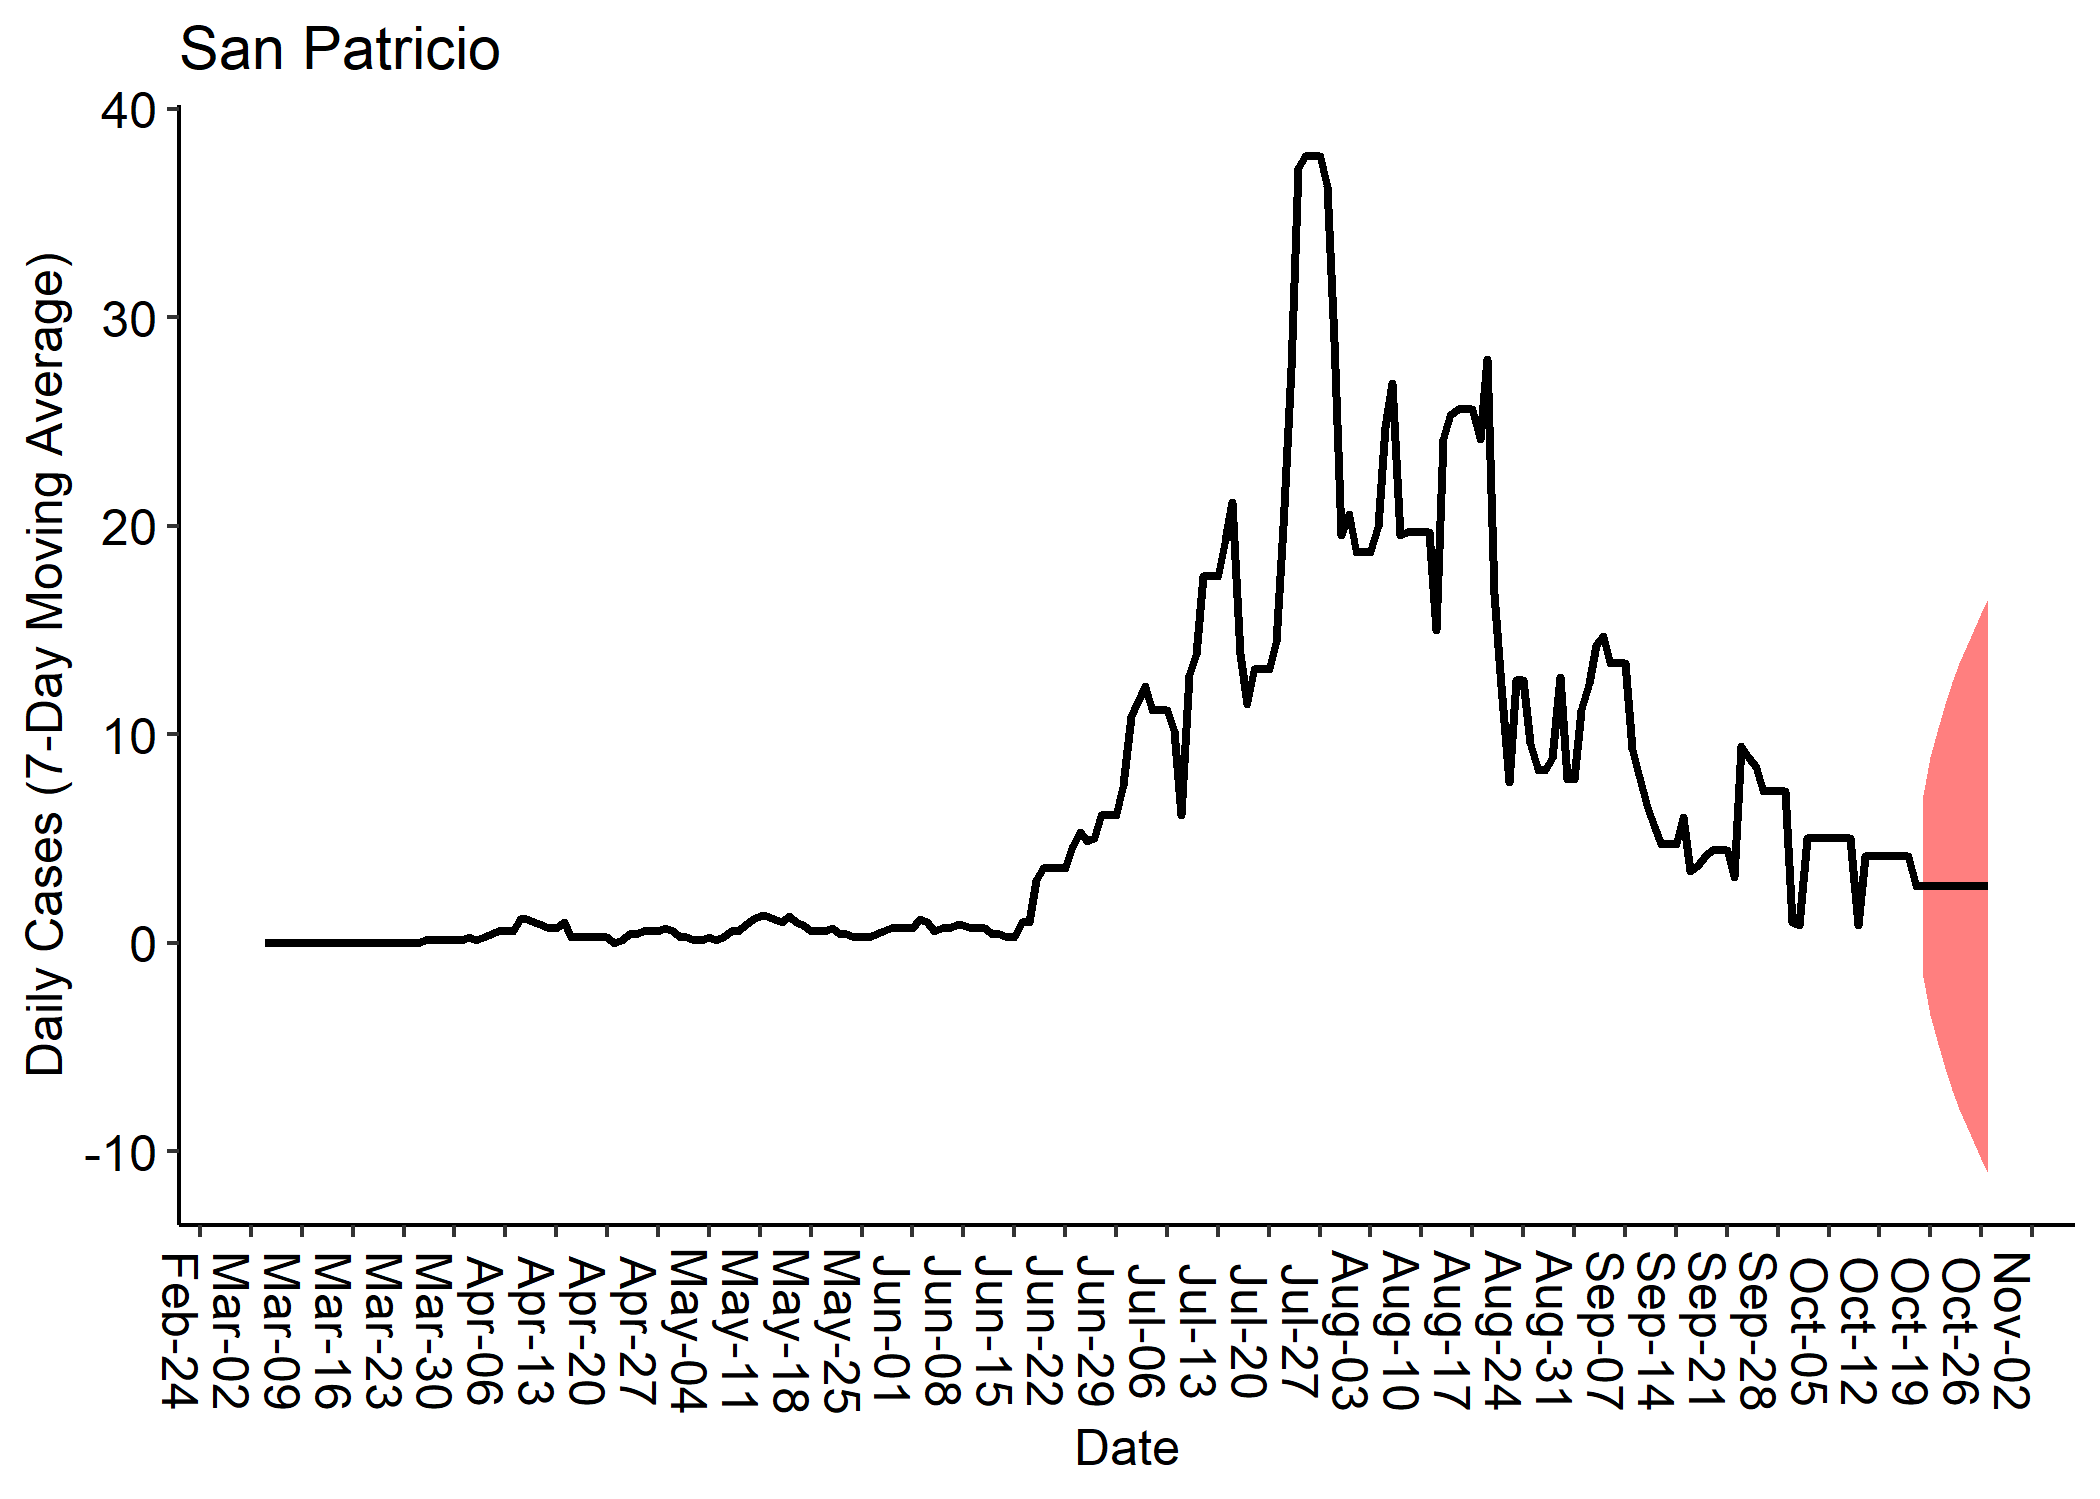 San Patricio
Daily Cases (7-Day Moving Average)
40
30
20
10
0
-10
Feb-24
Mar-02
Mar-09
Mar-16
Mar-23
Mar-30
Apr-06
Apr-13
Apr-20
Apr-27
May-04
May-11
May-18
May-25
Jun-01
Jun-08
Jun-15
Jun-22
Jun-29
Jul-06
Jul-13
Jul-20
Jul-27
Aug-03
Aug-10
Aug-17
Aug-24
Aug-31
Sep-07
Sep-14
Sep-21
Sep-28
Oct-05
Oct-12
Oct-19
Oct-26
Nov-02
Date